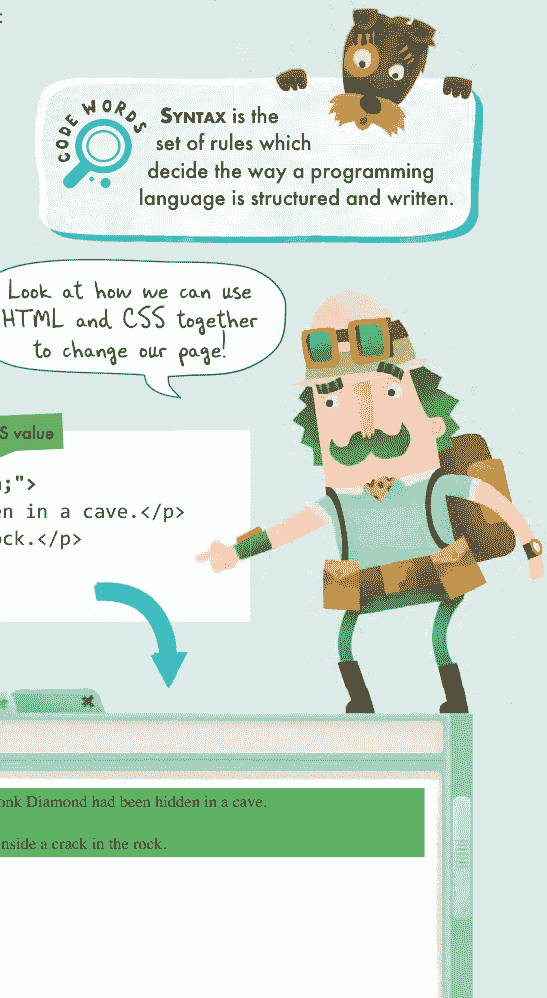 CODE WORDS
SYNTAX is the
set of rules which
decide the way a programming
language is structured and written.
Look at how we can use
HTML and CSS together
to change our page!
S value
;">
en in a cave.</p>
ock.</p>
onk Diamond had been hidden in a cave.
nside a crack in the rock.